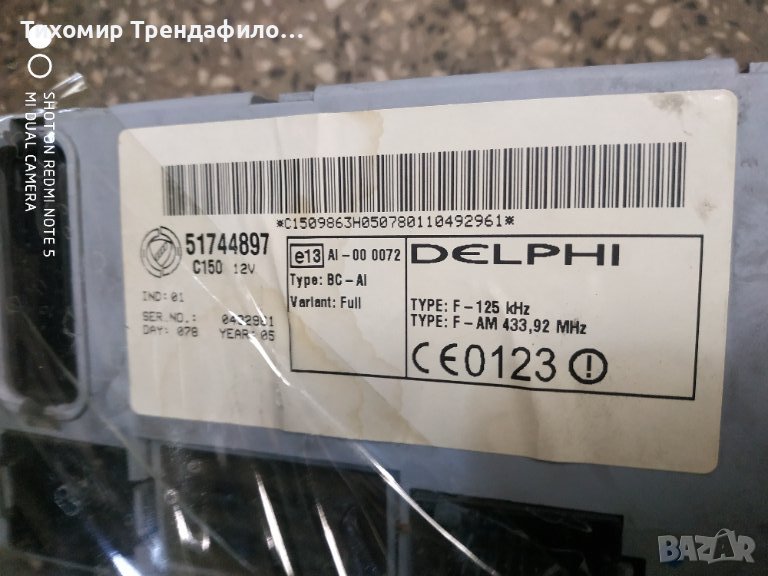 Тихомир Трендафило...
SHOT ON REDMI NOTE 5
MI DUAL CAMERA
*C1509863H050780110492961*
51744897
C150 12V
IND: 01
SER NO.:
DAY: 078 YEAR: 05
e13 AI-00 0072
Type: BC-AI
Variant: Full
DELPHI
TYPE: F-125 kHz
TYPE: F-AM 433,92 MHz
CE0123
BAZAR